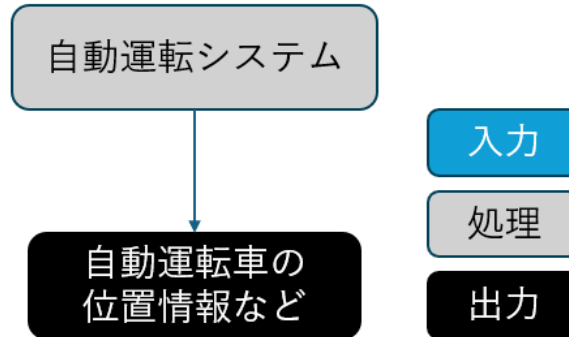 自動運転システム
自動運転車の
位置情報など
入力
処理
出力